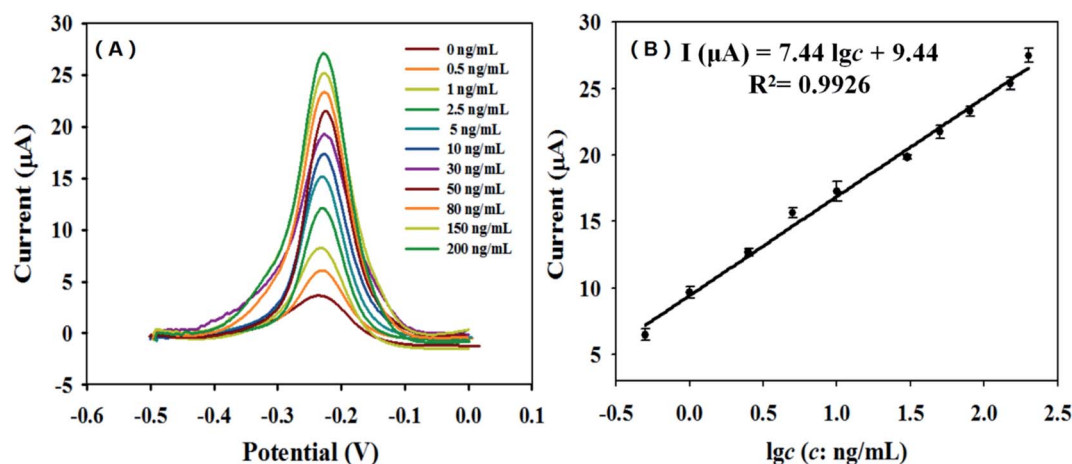 (A)
30
25
20
15
10
5
0
-5
Current (µA)
-0.6 -0.5 -0.4 -0.3 -0.2 -0.1 0.0 0.1
Potential (V)
0 ng/mL
0.5 ng/mL
1 ng/mL
2.5 ng/mL
5 ng/mL
10 ng/mL
30 ng/mL
50 ng/mL
80 ng/mL
150 ng/mL
200 ng/mL
(B)
I (µA) = 7.44 lgc + 9.44
R²= 0.9926
30
25
20
15
10
5
Current (µA)
-0.5 0.0 0.5 1.0 1.5 2.0 2.5
lgc (c: ng/mL)